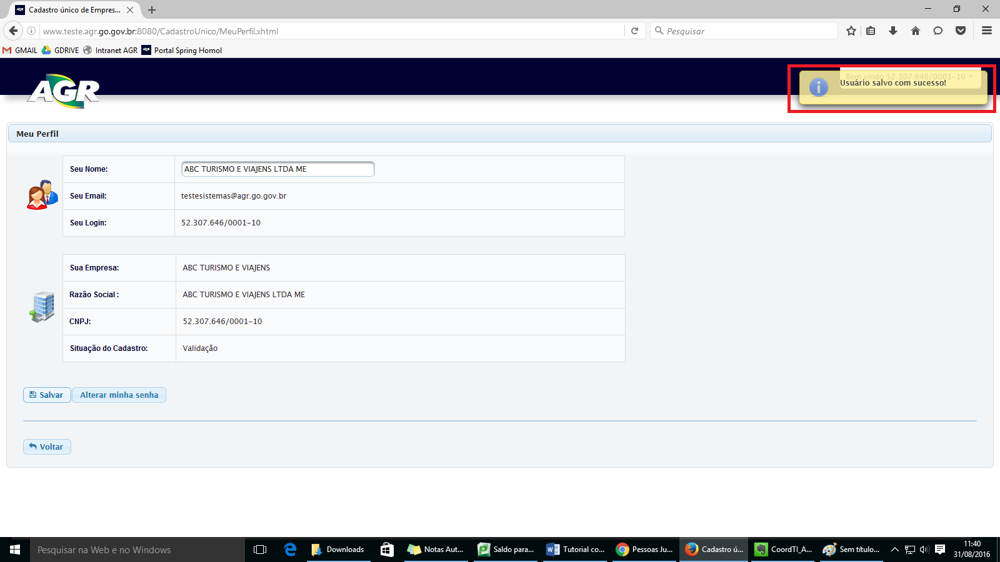 AGR Cadastro único de Empres...
www.teste.agr.go.gov.br:8080/CadastroUnico/MeuPerfil.xhtml
Pesquisar
GMAIL GDRIVE Intranet AGR AGR Portal Spring Homol
AGR
Bem vindo 52.307.646/0001-10
Usuário salvo com sucesso!
Meu Perfil
Seu Nome: ABC TURISMO E VIAJENS LTDA ME
Seu Email: testesistemas@agr.go.gov.br
Seu Login: 52.307.646/0001-10
Sua Empresa: ABC TURISMO E VIAJENS
Razão Social : ABC TURISMO E VIAJENS LTDA ME
CNPJ: 52.307.646/0001-10
Situação do Cadastro: Validação
Salvar Alterar minha senha
Voltar
Pesquisar na Web e no Windows
Downloads Notas Aut... Saldo para... Tutorial co... Pessoas Ju... Cadastro ú... CoordTI_A... Sem título...
11:40
31/08/2016